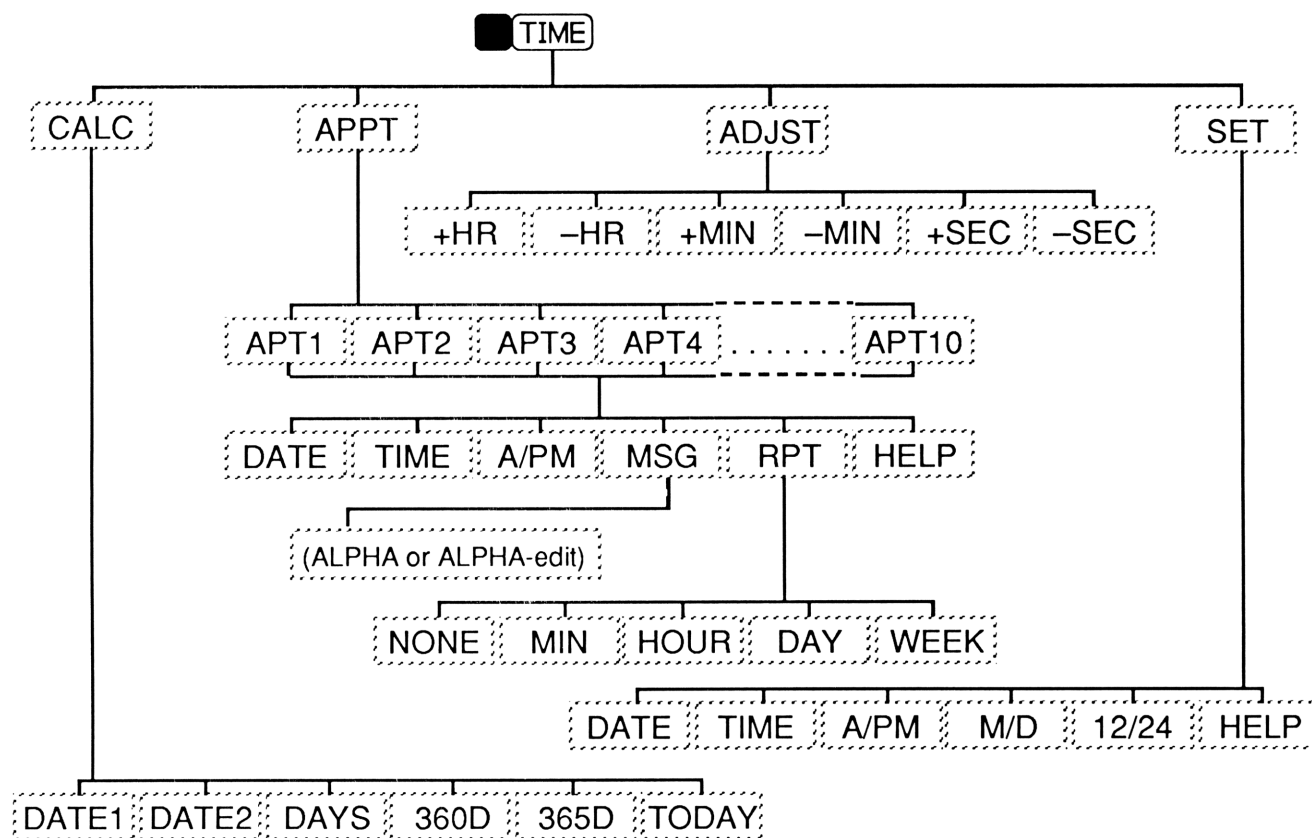 TIME
CALC APPT ADJST SET
+HR –HR +MIN –MIN +SEC –SEC
APT1 APT2 APT3 APT4 . . . . . . . APT10
DATE TIME A/PM MSG RPT HELP
(ALPHA or ALPHA-edit)
NONE MIN HOUR DAY WEEK
DATE TIME A/PM M/D 12/24 HELP
DATE1 DATE2 DAYS 360D 365D TODAY